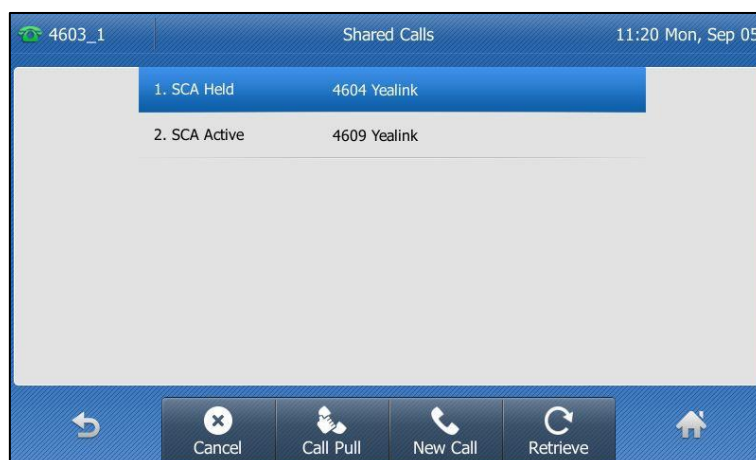 4603_1 Shared Calls 11:20 Mon, Sep 05
1. SCA Held 4604 Yealink
2. SCA Active 4609 Yealink
Cancel Call Pull New Call Retrieve